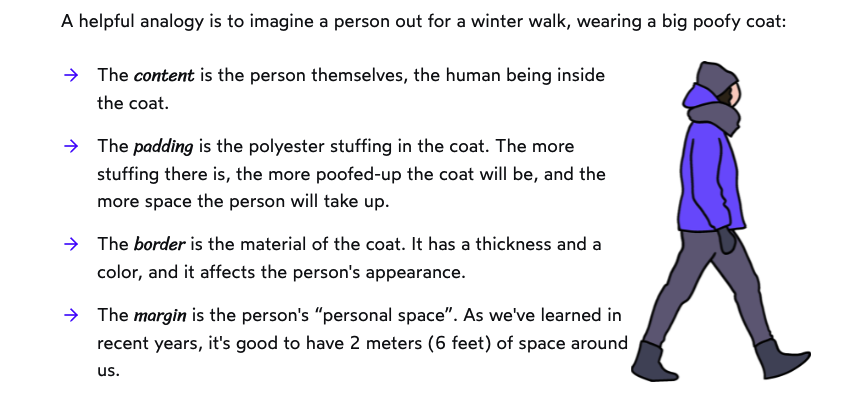 A helpful analogy is to imagine a person out for a winter walk, wearing a big poofy coat:
→ The content is the person themselves, the human being inside
the coat.
→ The padding is the polyester stuffing in the coat. The more
stuffing there is, the more poofed-up the coat will be, and the
more space the person will take up.
→ The border is the material of the coat. It has a thickness and a
color, and it affects the person's appearance.
→ The margin is the person's “personal space”. As we've learned in
recent years, it's good to have 2 meters (6 feet) of space around
us.